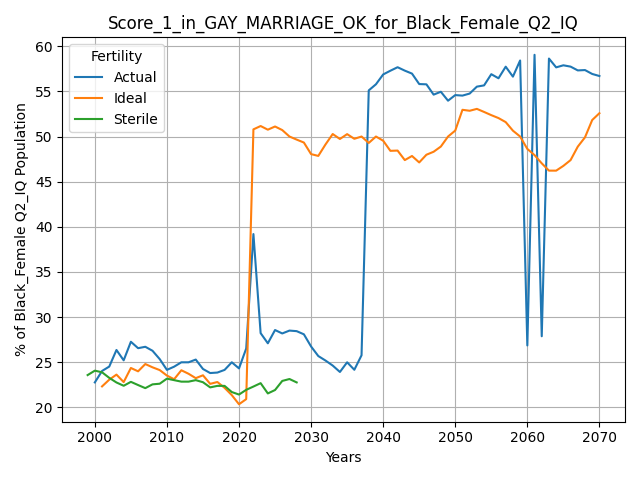 Score_1_in_GAY_MARRIAGE_OK_for_Black_Female_Q2_IQ
% of Black_Female Q2_IQ Population
60
55
50
45
40
35
30
25
20
Fertility
Actual
Ideal
Sterile
2000 2010 2020 2030 2040 2050 2060 2070
Years